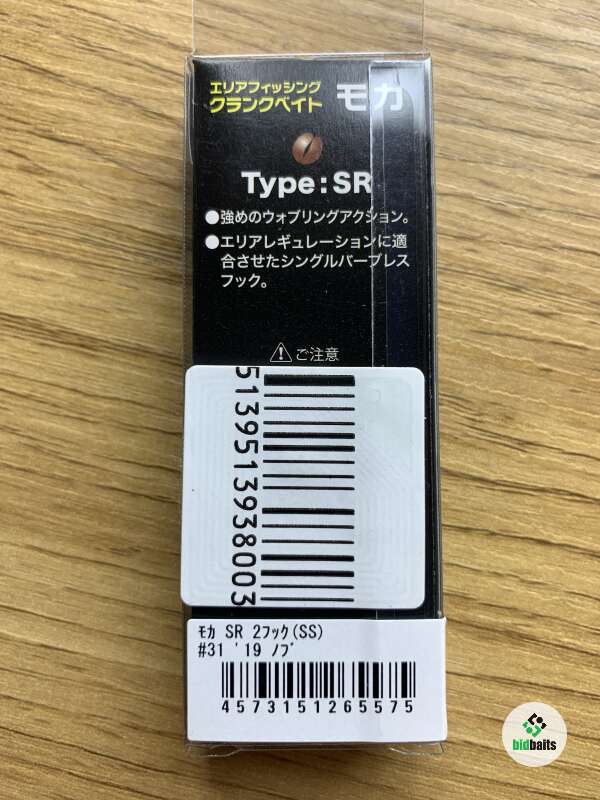 エリアフィッシング
クランクベイト モカ
Type:SR
●強めのウォブリングアクション。
●エリアレギュレーションに適
合させたシングルバーブレス
フック。
⚠ご注意
5139513938003
ﾓｶ SR 2ﾌｯｸ(SS)
#31 '19 ﾉﾌﾞ
4573151265575
bidbaits